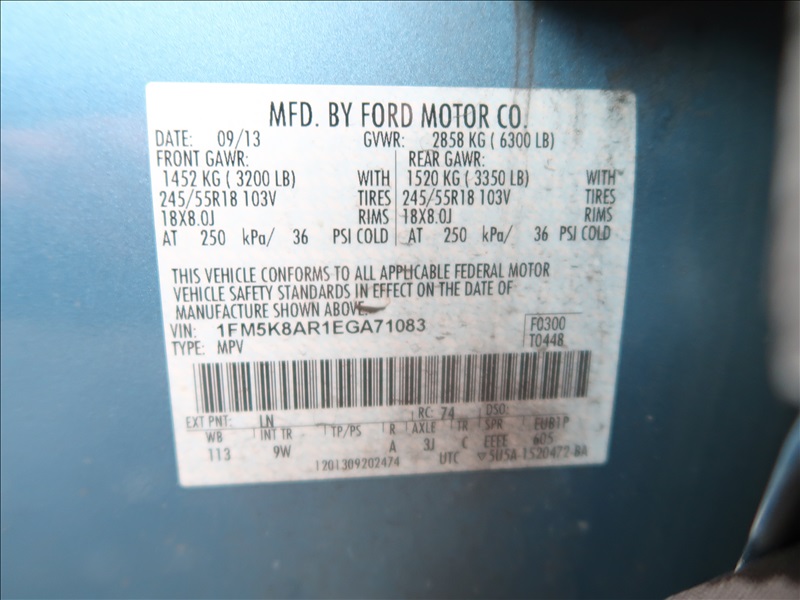 MFD. BY FORD MOTOR CO.
DATE: 09/13 GVWR: 2858 KG ( 6300 LB)
FRONT GAWR: REAR GAWR:
1452 KG ( 3200 LB) WITH 1520 KG ( 3350 LB) WITH
245/55R18 103V TIRES 245/55R18 103V TIRES
18X8.0J RIMS 18X8.0J RIMS
AT 250 kPa/ 36 PSI COLD AT 250 kPa/ 36 PSI COLD
THIS VEHICLE CONFORMS TO ALL APPLICABLE FEDERAL MOTOR
VEHICLE SAFETY STANDARDS IN EFFECT ON THE DATE OF
MANUFACTURE SHOWN ABOVE.
VIN: 1FM5K8AR1EGA71083 F0300
TYPE: MPV T0448
EXT PNT: LN RC: 74 DSO:
WB INT TR TP/PS R AXLE TR SPR EUB1P
113 9W A 3J C EEEE 605
1201309202474 UTC 5U5A-1520472-BA